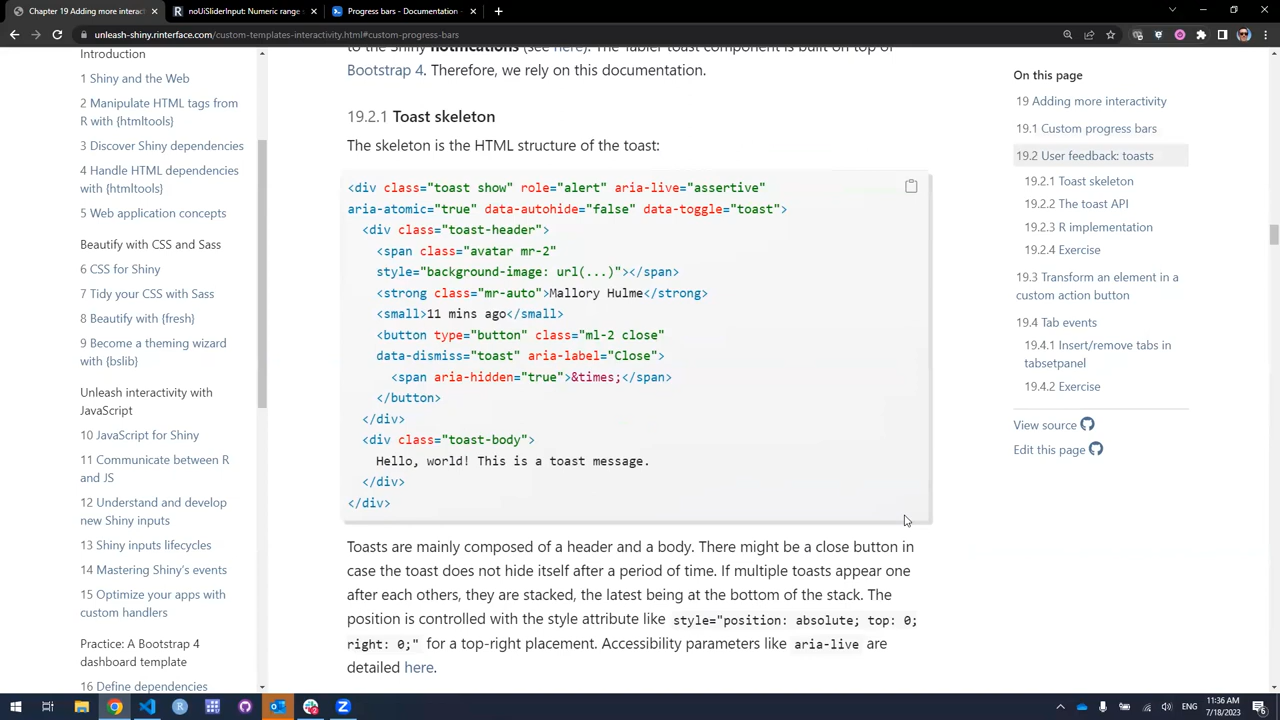 Chapter 19 Adding more interac
noUiSliderInput: Numeric range s
Progress bars - Documentation
unleash-shiny.rinterface.com/custom-templates-interactivity.html#custom-progress-bars
Introduction
1 Shiny and the Web
2 Manipulate HTML tags from
R with {htmltools}
3 Discover Shiny dependencies
4 Handle HTML dependencies
with {htmltools}
5 Web application concepts
Beautify with CSS and Sass
6 CSS for Shiny
7 Tidy your CSS with Sass
8 Beautify with {fresh}
9 Become a theming wizard
with {bslib}
Unleash interactivity with
JavaScript
10 JavaScript for Shiny
11 Communicate between R
and JS
12 Understand and develop
new Shiny inputs
13 Shiny inputs lifecycles
14 Mastering Shiny's events
15 Optimize your apps with
custom handlers
Practice: A Bootstrap 4
dashboard template
16 Define dependencies
to the Shiny notifications (see here). The Tabler toast component is built on top of
Bootstrap 4. Therefore, we rely on this documentation.
19.2.1 Toast skeleton
The skeleton is the HTML structure of the toast:
<div class="toast show" role="alert" aria-live="assertive"
aria-atomic="true" data-autohide="false" data-toggle="toast">
<div class="toast-header">
<span class="avatar mr-2"
style="background-image: url(...)"></span>
<strong class="mr-auto">Mallory Hulme</strong>
<small>11 mins ago</small>
<button type="button" class="ml-2 close"
data-dismiss="toast" aria-label="Close">
<span aria-hidden="true">&times;</span>
</button>
</div>
<div class="toast-body">
Hello, world! This is a toast message.
</div>
</div>
Toasts are mainly composed of a header and a body. There might be a close button in
case the toast does not hide itself after a period of time. If multiple toasts appear one
after each others, they are stacked, the latest being at the bottom of the stack. The
position is controlled with the style attribute like style="position: absolute; top: 0;
right: 0;" for a top-right placement. Accessibility parameters like aria-live are
detailed here.
On this page
19 Adding more interactivity
19.1 Custom progress bars
19.2 User feedback: toasts
19.2.1 Toast skeleton
19.2.2 The toast API
19.2.3 R implementation
19.2.4 Exercise
19.3 Transform an element in a
custom action button
19.4 Tab events
19.4.1 Insert/remove tabs in
tabsetpanel
19.4.2 Exercise
View source
Edit this page
ENG
11:36 AM
7/18/2023